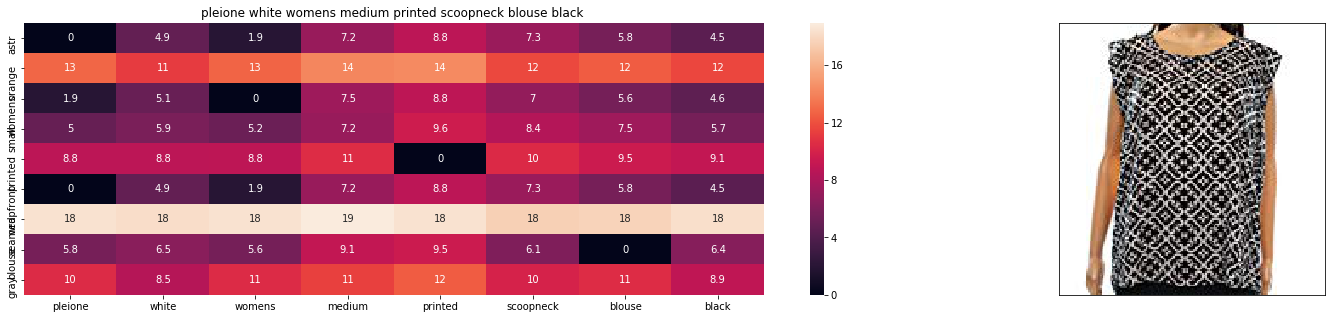 pleione white womens medium printed scoopneck blouse black
astr 0 4.9 1.9 7.2 8.8 7.3 5.8 4.5
orange 13 11 13 14 14 12 12 12
womens 1.9 5.1 0 7.5 8.8 7 5.6 4.6
small 5 5.9 5.2 7.2 9.6 8.4 7.5 5.7
printed 8.8 8.8 8.8 11 0 10 9.5 9.1
0 4.9 1.9 7.2 8.8 7.3 5.8 4.5
18 18 18 19 18 18 18 18
blouse 5.8 6.5 5.6 9.1 9.5 6.1 0 6.4
gray 10 8.5 11 11 12 10 11 8.9
pleione white womens medium printed scoopneck blouse black
16
12
8
4
0